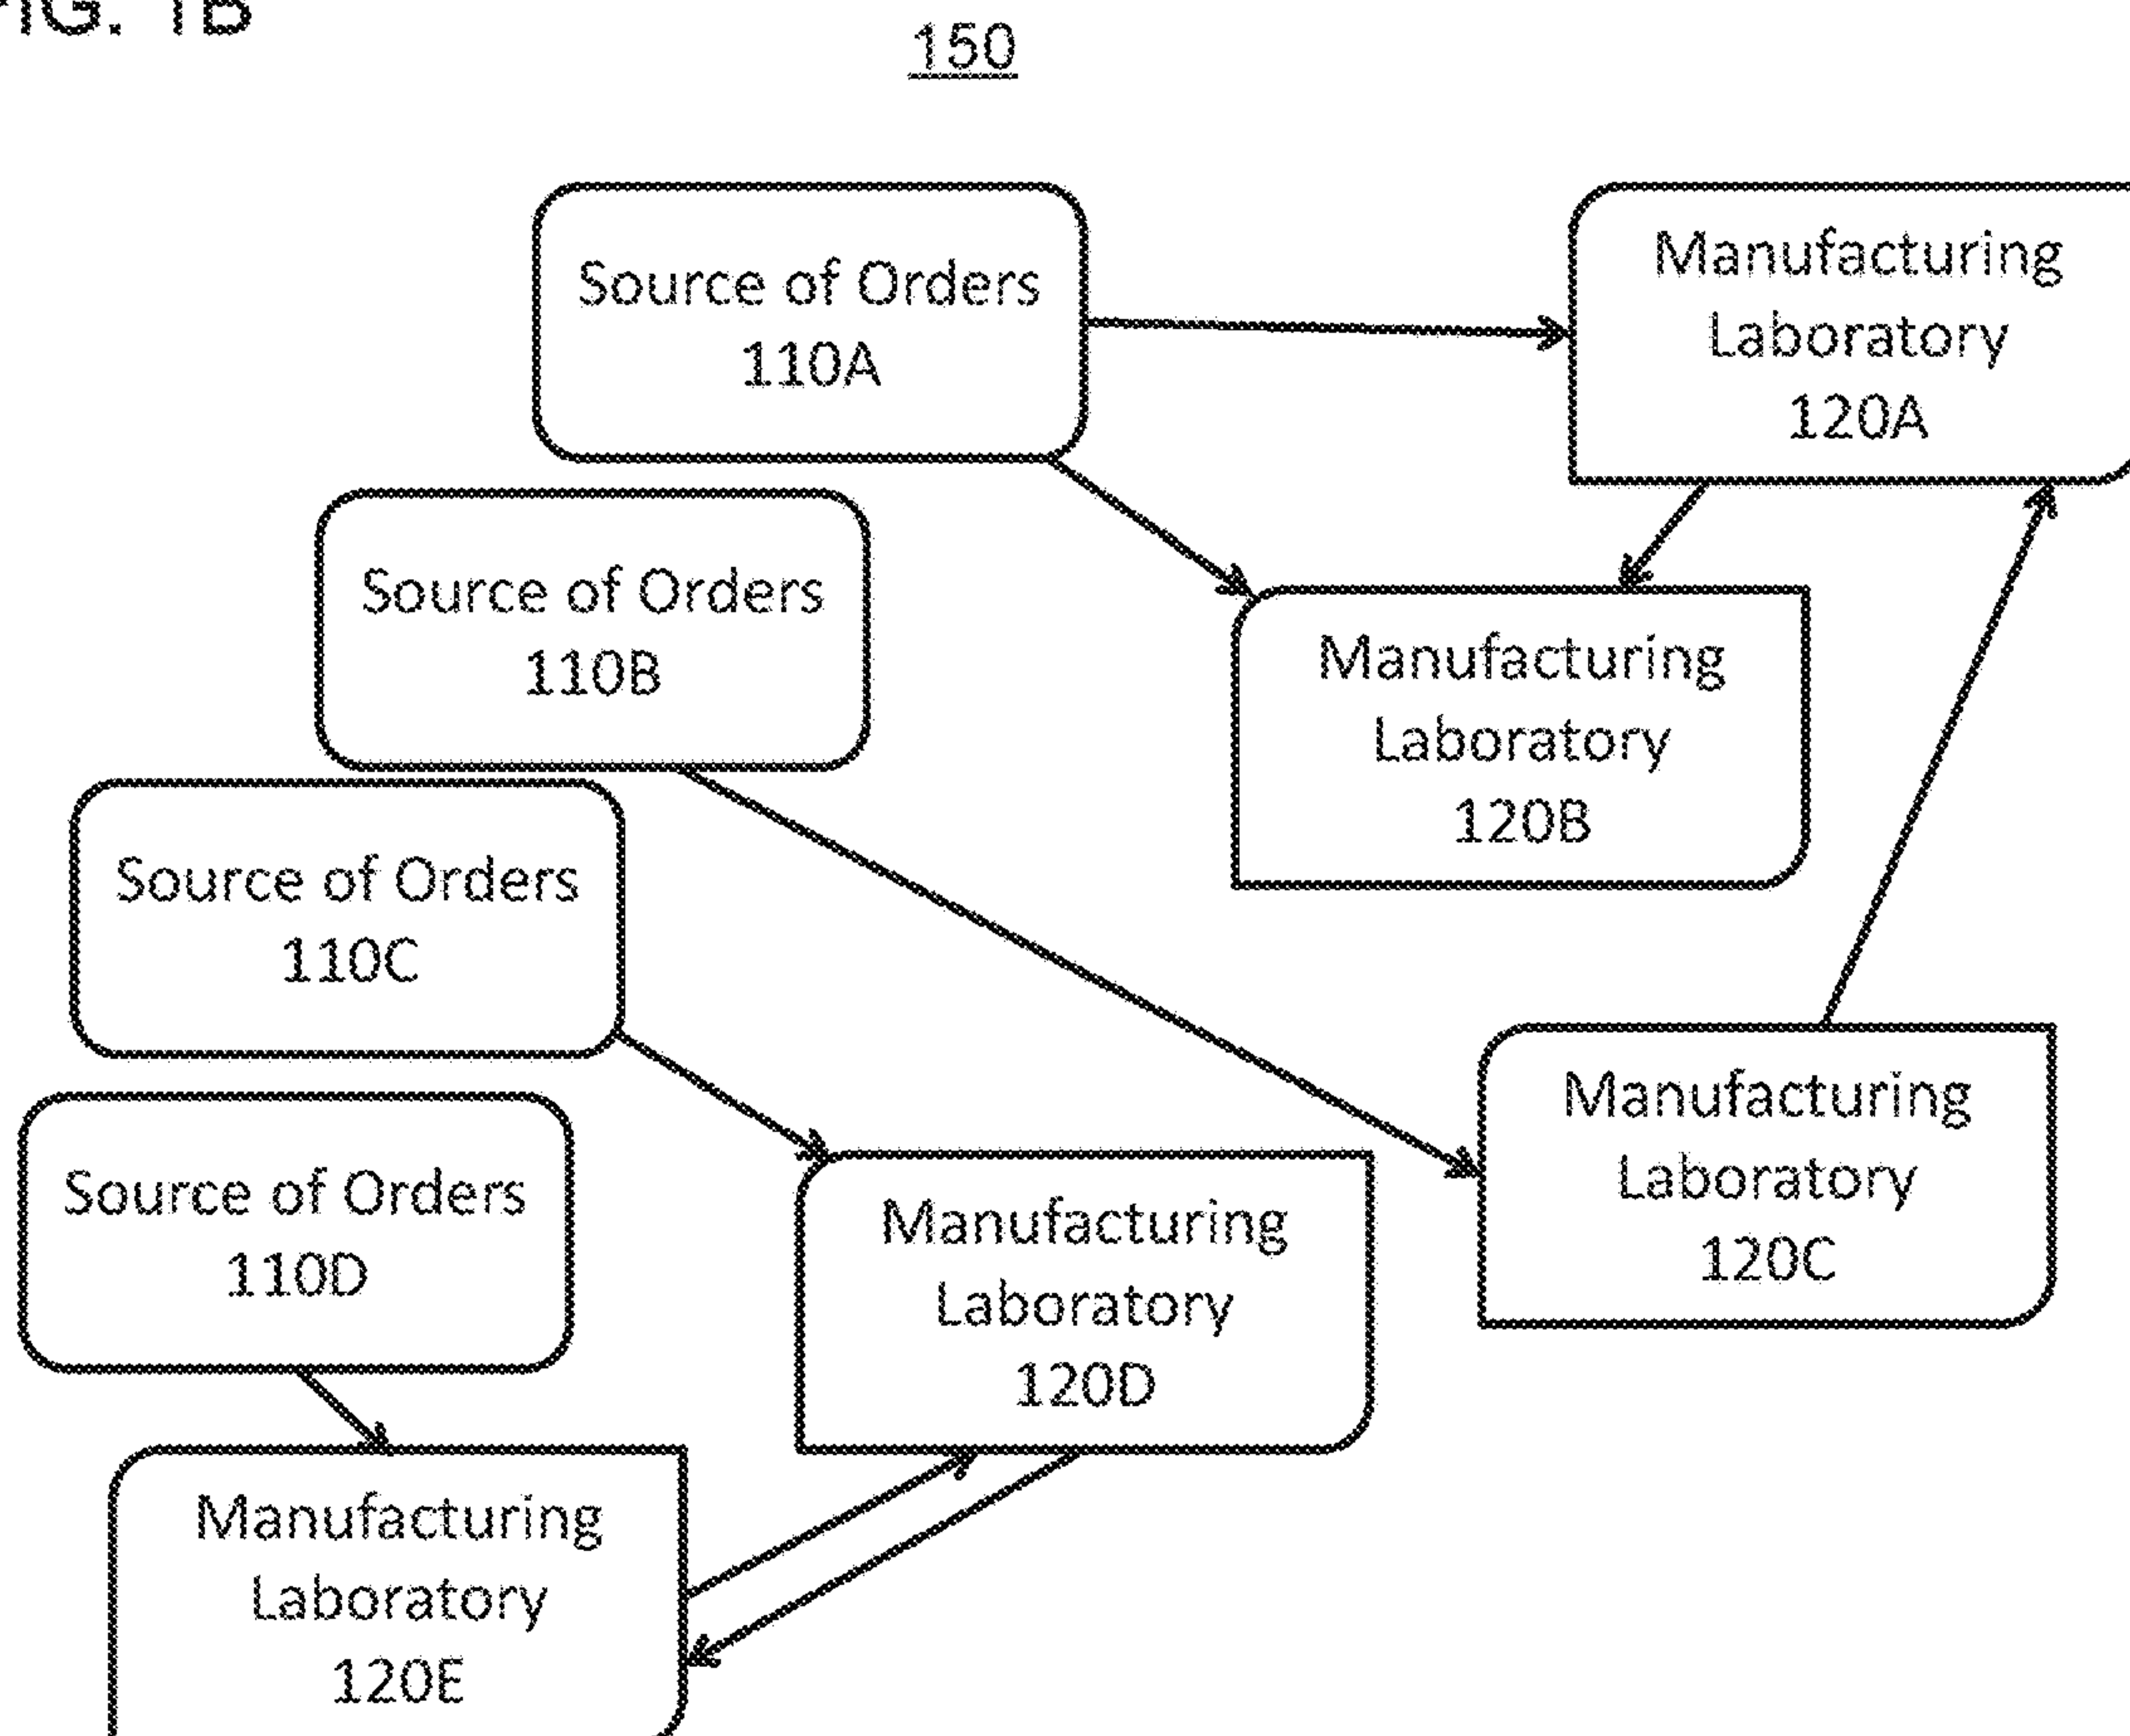 FIG. 1B
150
Source of Orders
110A
Manufacturing
Laboratory
120A
Source of Orders
110B
Manufacturing
Laboratory
120B
Source of Orders
110C
Manufacturing
Laboratory
120C
Source of Orders
110D
Manufacturing
Laboratory
120D
Manufacturing
Laboratory
120E